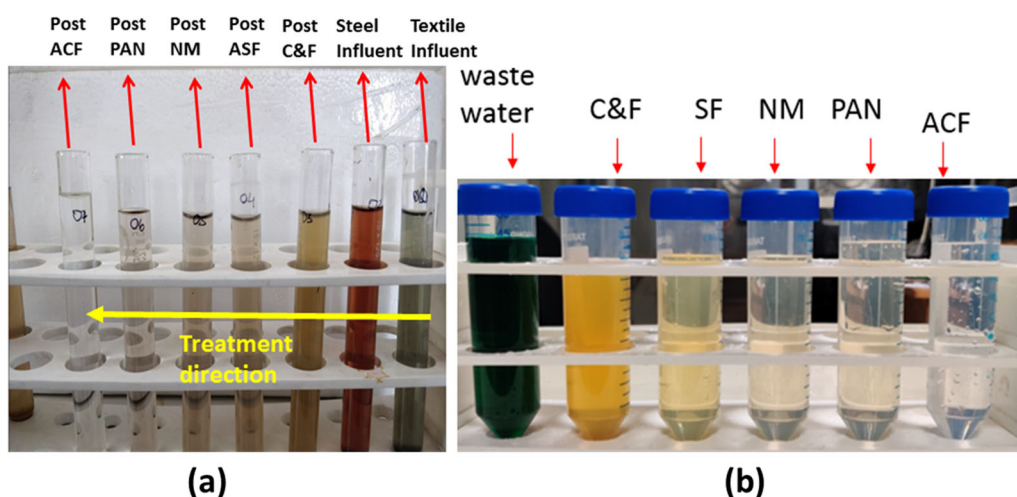 Post Post Post Post Post Steel Textile
ACF PAN NM ASF C&F Influent Influent
waste
water
C&F SF NM PAN ACF
07 06 05 04 03
Treatment
direction
(a) (b)